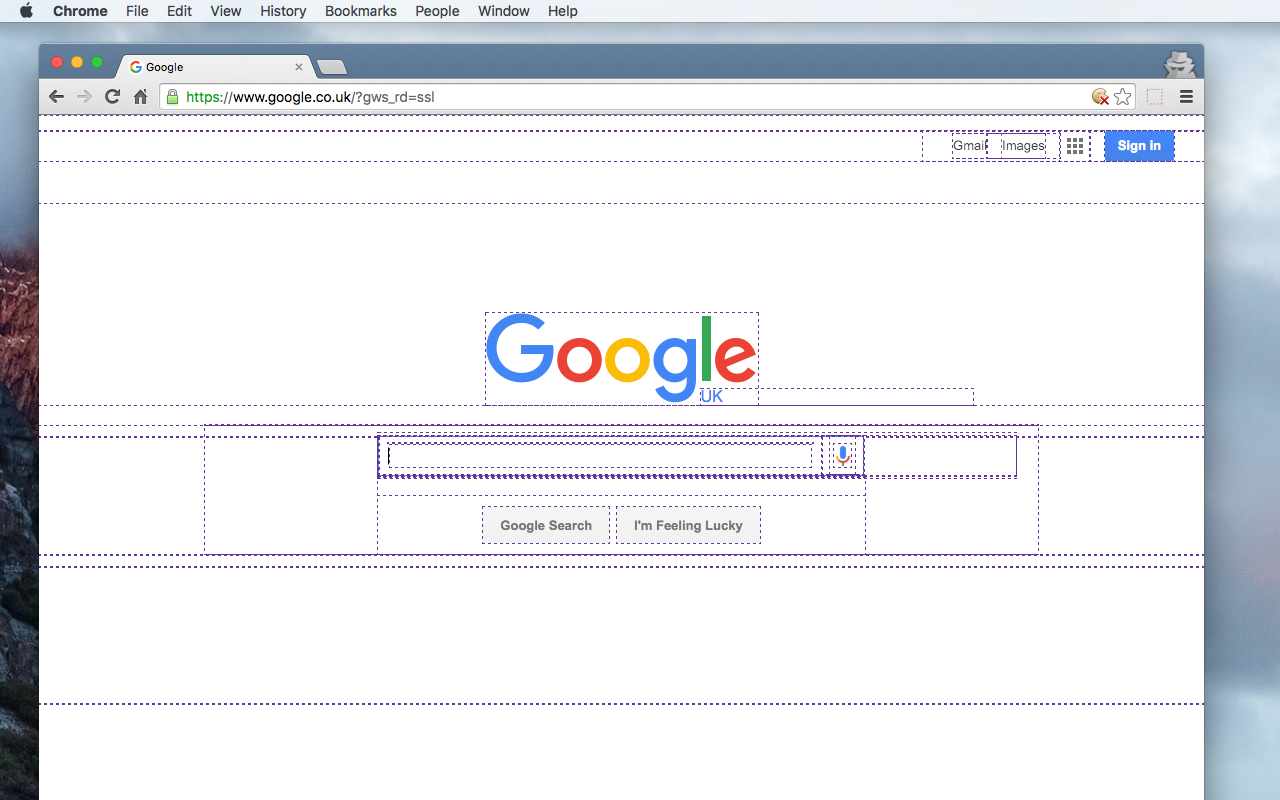 Chrome File Edit View History Bookmarks People Window Help
Google
https://www.google.co.uk/?gws_rd=ssl
Gmail Images Sign in
Google
UK
Google Search I'm Feeling Lucky